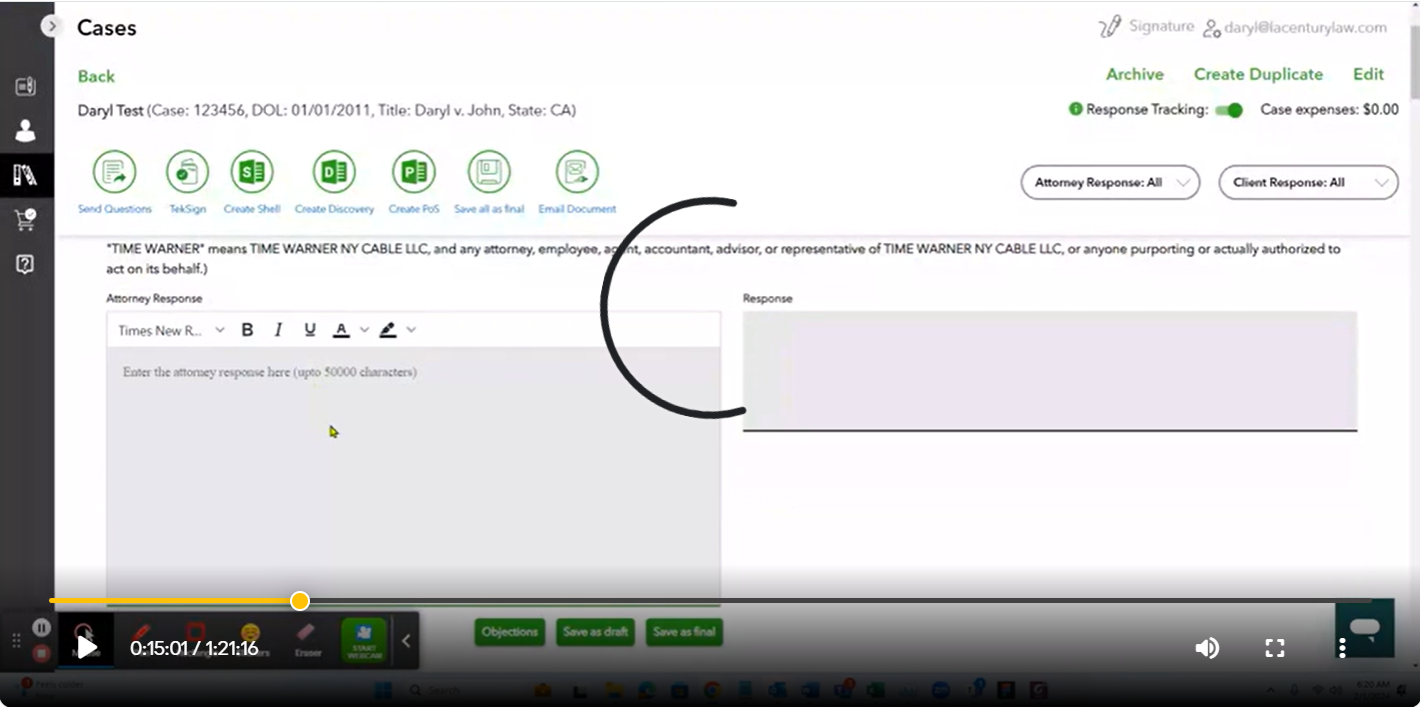 Cases
Signature daryl@lacenturylaw.com
Back
Archive Create Duplicate Edit
Daryl Test (Case: 123456, DOL: 01/01/2011, Title: Daryl v. John, State: CA)
Response Tracking: Case expenses: $0.00
Attorney Response: All Client Response: All
Send Questions TekSign Create Shell Create Discovery Create PoS Save all as final Email Document
"TIME WARNER" means TIME WARNER NY CABLE LLC, and any attorney, employee, agent, accountant, advisor, or representative of TIME WARNER NY CABLE LLC, or anyone purporting or actually authorized to
act on its behalf.)
Attorney Response Response
Times New R... B I U A
Enter the attorney response here (upto 50000 characters)
Objections Save as draft Save as final
0:15:01 / 1:21:16
Eraser START WEBCAM
Search
6:20 AM